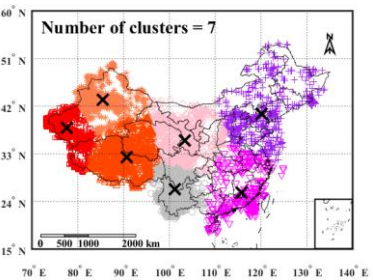 60° N
Number of clusters = 7
N
51° N
42° N
33° N
24° N
15° N
0 500 1000 2000 km
70° E 80° E 90° E 100° E 110° E 120° E 130° E 140° E